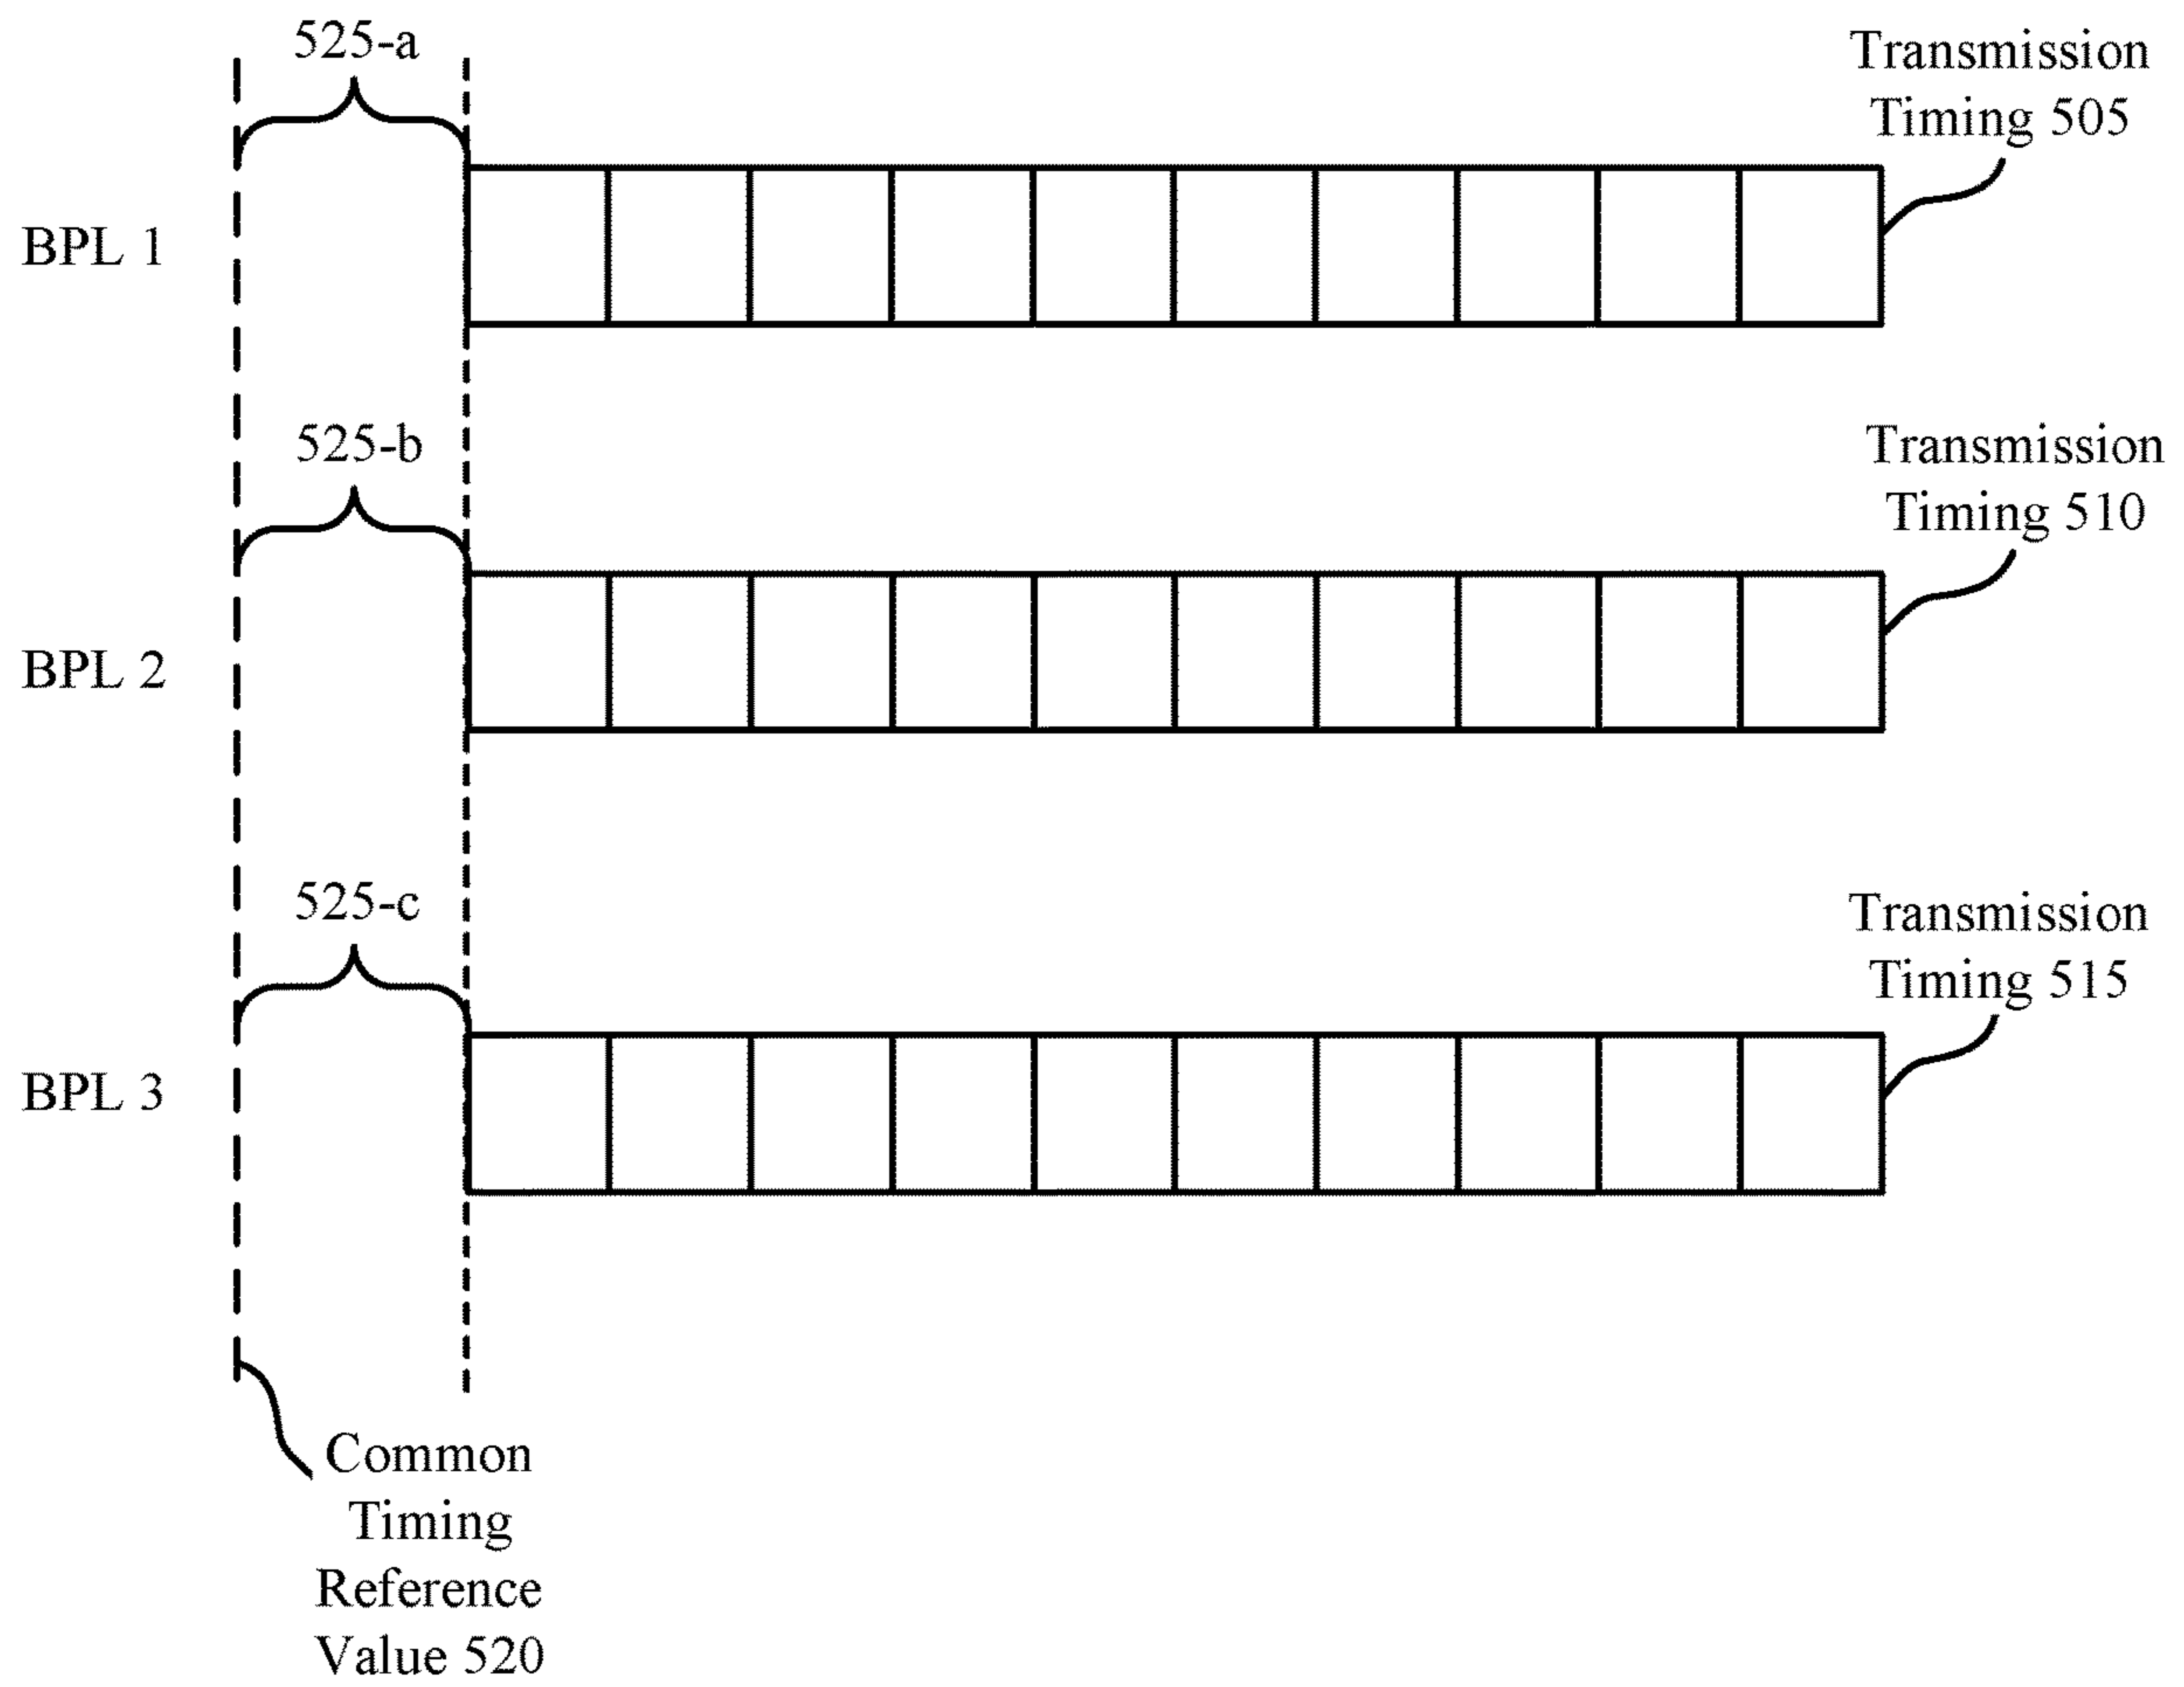 525-a
Transmission
Timing 505
BPL 1
525-b
Transmission
Timing 510
BPL 2
525-c
Transmission
Timing 515
BPL 3
Common
Timing
Reference
Value 520